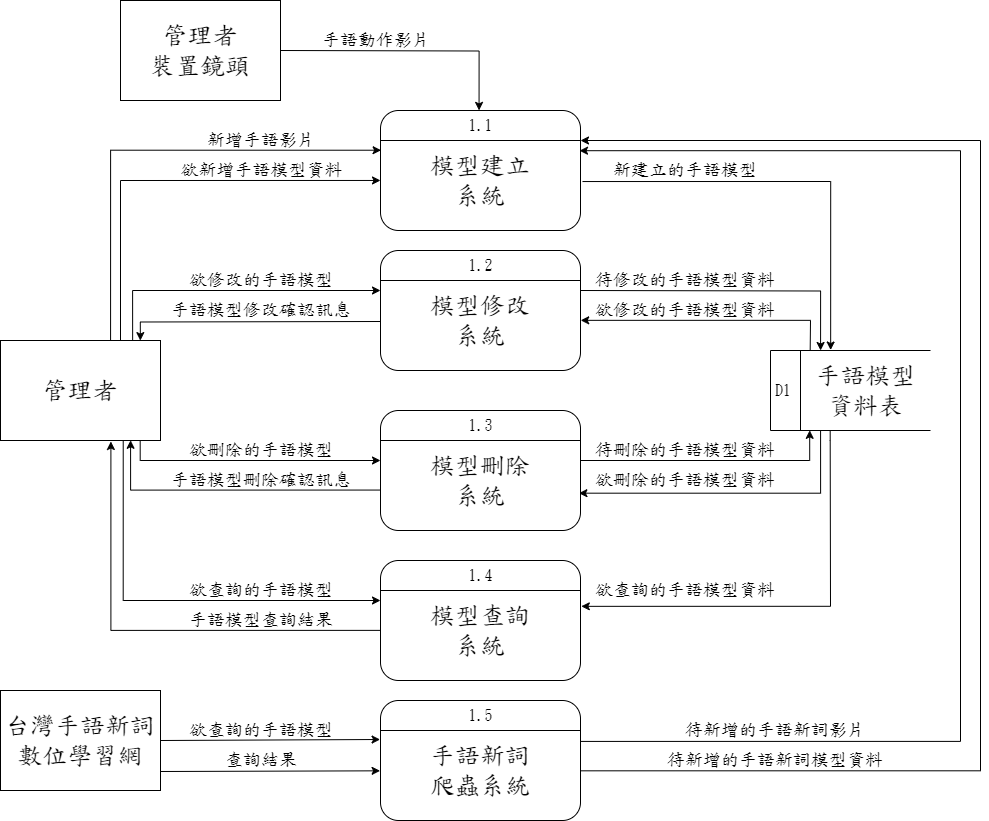 管理者
裝置鏡頭
手語動作影片
1.1
模型建立
系統
新增手語影片
欲新增手語模型資料
新建立的手語模型
1.2
模型修改
系統
欲修改的手語模型
手語模型修改確認訊息
待修改的手語模型資料
欲修改的手語模型資料
管理者
D1
手語模型
資料表
1.3
模型刪除
系統
欲刪除的手語模型
手語模型刪除確認訊息
待刪除的手語模型資料
欲刪除的手語模型資料
1.4
模型查詢
系統
欲查詢的手語模型
手語模型查詢結果
欲查詢的手語模型資料
台灣手語新詞
數位學習網
欲查詢的手語模型
查詢結果
1.5
手語新詞
爬蟲系統
待新增的手語新詞影片
待新增的手語新詞模型資料